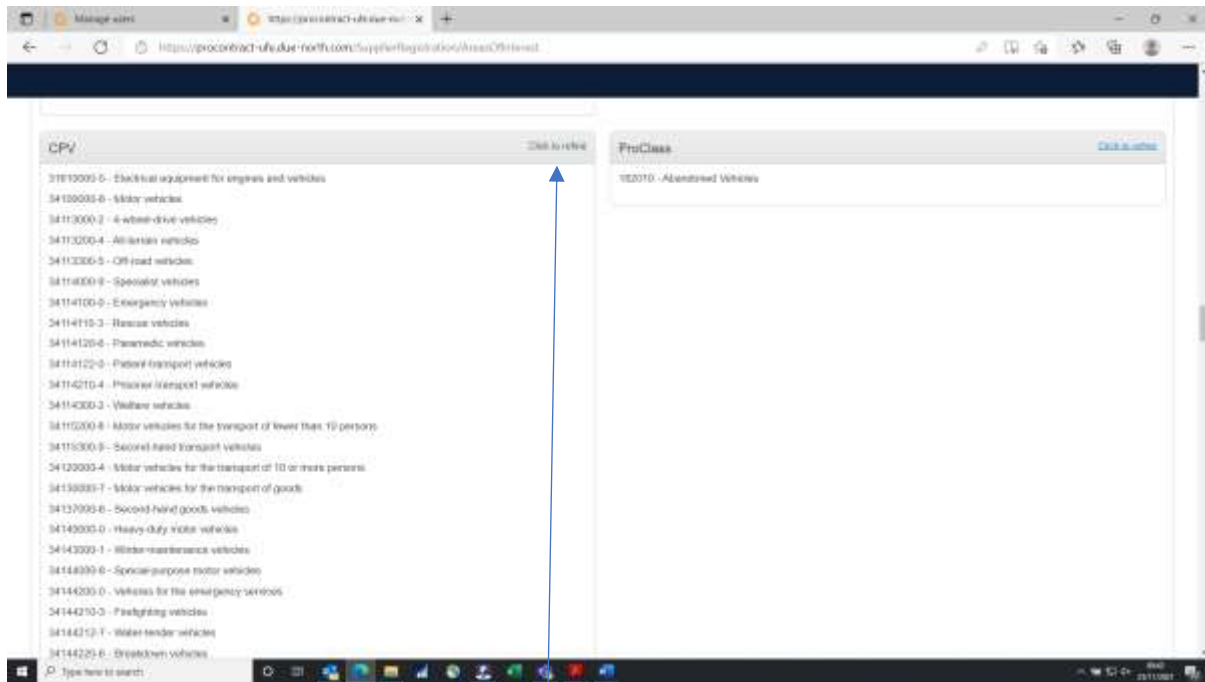 Manage users
https://procontract-ufu.due-north.com/SupplierRegistration/AreasOfInterest
CPV
Click to refine
ProClass
Click to refine
31610000-5 - Electrical equipment for engines and vehicles
182010 - Abandoned Vehicles
34100000-8 - Motor vehicles
34113000-2 - 4-wheel-drive vehicles
34113200-4 - All-terrain vehicles
34113300-5 - Off-road vehicles
34114000-9 - Specialist vehicles
34114100-0 - Emergency vehicles
34114110-3 - Rescue vehicles
34114120-6 - Paramedic vehicles
34114122-0 - Patient-transport vehicles
34114210-4 - Prisoner-transport vehicles
34114300-2 - Welfare vehicles
34115200-8 - Motor vehicles for the transport of fewer than 10 persons
34115300-9 - Second-hand transport vehicles
34120000-4 - Motor vehicles for the transport of 10 or more persons
34130000-7 - Motor vehicles for the transport of goods
34137000-6 - Second-hand goods vehicles
34140000-0 - Heavy-duty motor vehicles
34143000-1 - Winter-maintenance vehicles
34144000-8 - Special-purpose motor vehicles
34144200-0 - Vehicles for the emergency services
34144210-3 - Firefighting vehicles
34144212-7 - Water-tender vehicles
34144220-6 - Breakdown vehicles
Type here to search